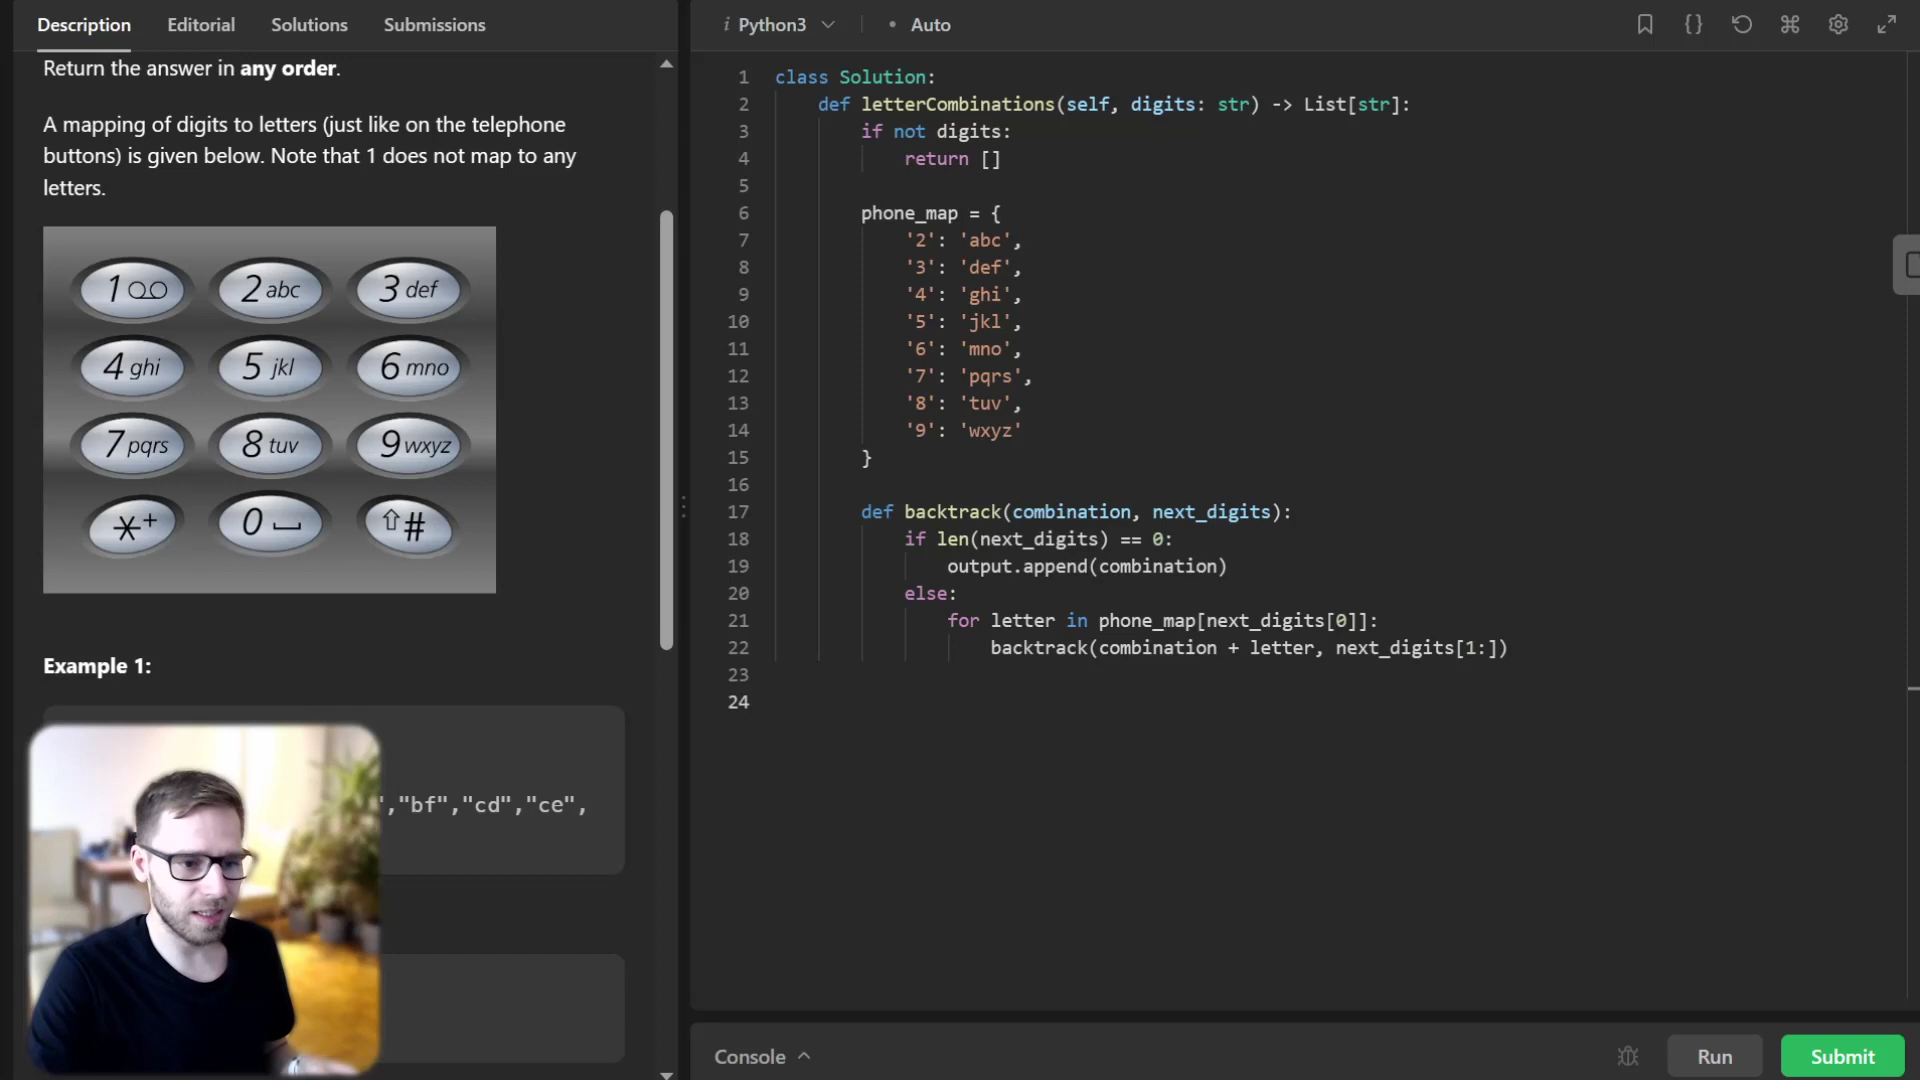 Description Editorial Solutions Submissions
Return the answer in any order.
A mapping of digits to letters (just like on the telephone
buttons) is given below. Note that 1 does not map to any
letters.
1 2 abc 3 def
4 ghi 5 jkl 6 mno
7 pqrs 8 tuv 9 wxyz
*+ 0 #
Example 1:
","bf","cd","ce",
i Python3 • Auto
1 class Solution:
2 def letterCombinations(self, digits: str) -> List[str]:
3 if not digits:
4 return []
5
6 phone_map = {
7 '2': 'abc',
8 '3': 'def',
9 '4': 'ghi',
10 '5': 'jkl',
11 '6': 'mno',
12 '7': 'pqrs',
13 '8': 'tuv',
14 '9': 'wxyz'
15 }
16
17 def backtrack(combination, next_digits):
18 if len(next_digits) == 0:
19 output.append(combination)
20 else:
21 for letter in phone_map[next_digits[0]]:
22 backtrack(combination + letter, next_digits[1:])
23
24
Console Run Submit